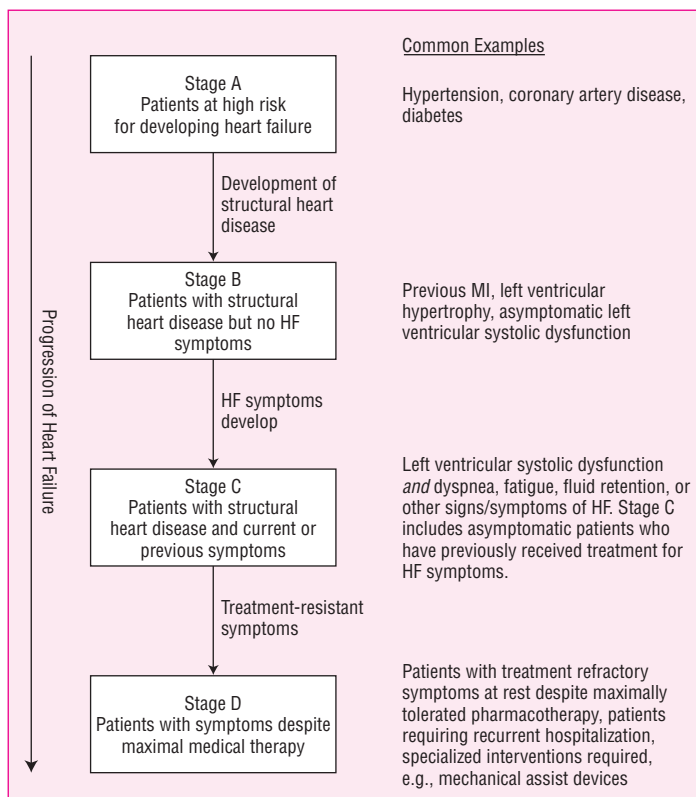 Common Examples
Stage A
Patients at high risk
for developing heart failure
Hypertension, coronary artery disease,
diabetes
Development of
structural heart
disease
Stage B
Patients with structural
heart disease but no HF
symptoms
Previous MI, left ventricular
hypertrophy, asymptomatic left
ventricular systolic dysfunction
HF symptoms
develop
Stage C
Patients with structural
heart disease and current or
previous symptoms
Left ventricular systolic dysfunction
and dyspnea, fatigue, fluid retention, or
other signs/symptoms of HF. Stage C
includes asymptomatic patients who
have previously received treatment for
HF symptoms.
Treatment-resistant
symptoms
Stage D
Patients with symptoms despite
maximal medical therapy
Patients with treatment refractory
symptoms at rest despite maximally
tolerated pharmacotherapy, patients
requiring recurrent hospitalization,
specialized interventions required,
e.g., mechanical assist devices
Progression of Heart Failure